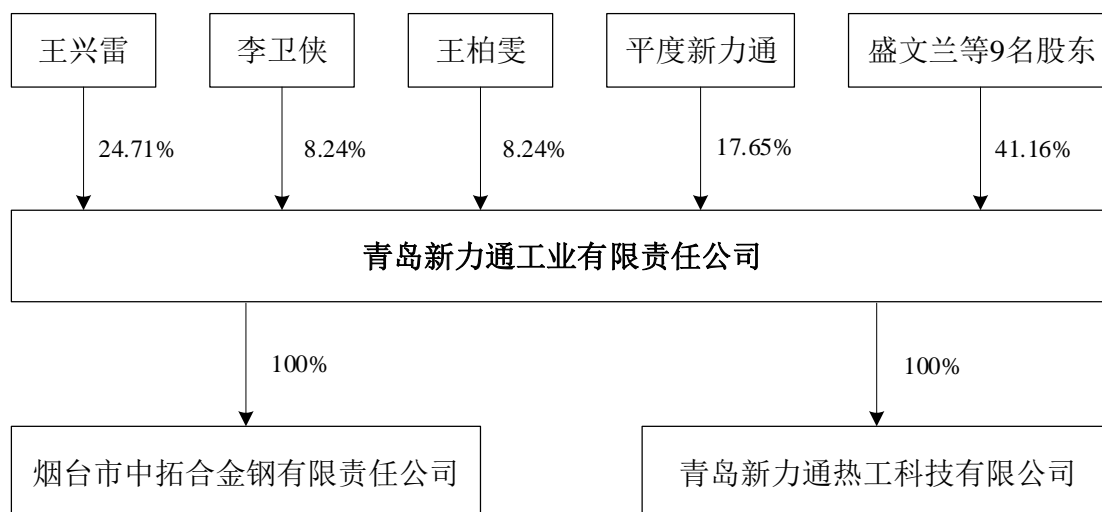 王兴雷
李卫侠
王柏雯
平度新力通
盛文兰等9名股东
24.71%
8.24%
8.24%
17.65%
41.16%
青岛新力通工业有限责任公司
100%
100%
烟台市中拓合金钢有限责任公司
青岛新力通热工科技有限公司